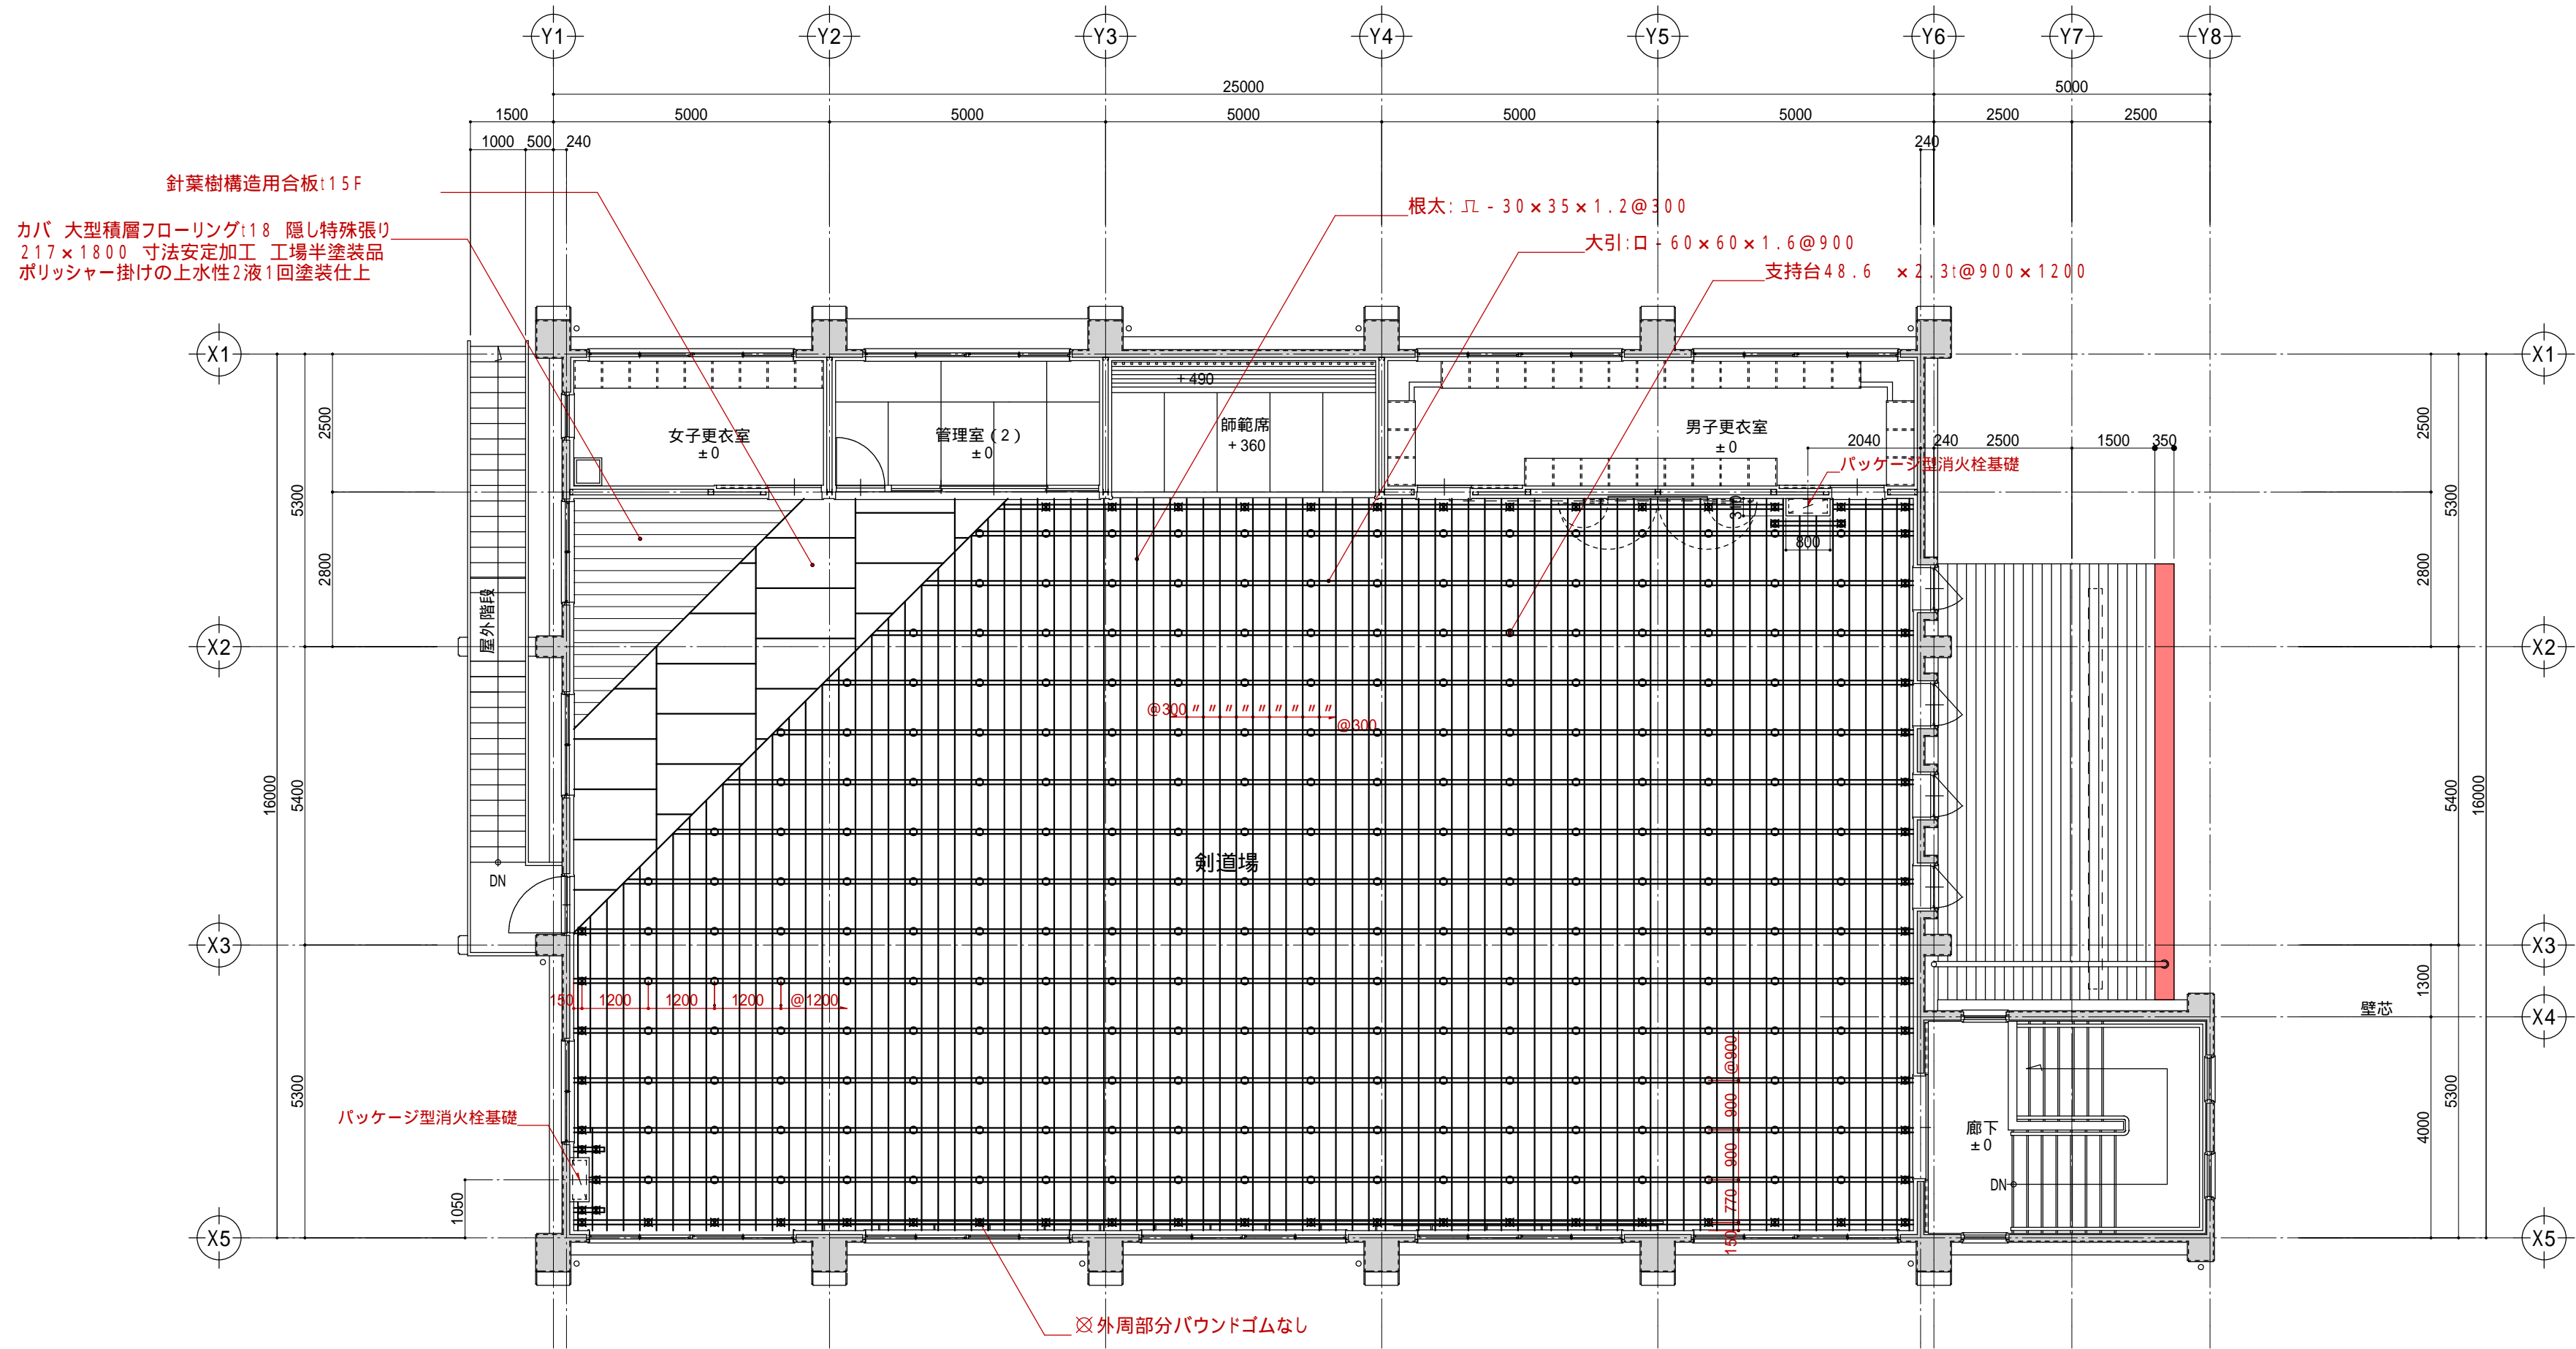 Y1 Y2 Y3 Y4 Y5 Y6 Y7 Y8
25000 5000
1500 5000 5000 5000 5000 5000 2500 2500
1000 500 240 240
針葉樹構造用合板t15F
カバ 大型積層フローリングt18 隠し特殊張り
217×1800 寸法安定加工 工場半塗装品
ポリッシャー掛けの上水性2液1回塗装仕上
根太: -30×35×1.2@300
大引:ロ-60×60×1.6@900
支持台48.6 ×2.3t@900×1200
X1 X1
+490
2500 2500
女子更衣室
±0
管理室(2)
±0
師範席
+360
男子更衣室
±0
2040 240 2500 1500 350
パッケージ型消火栓基礎
310
800
5300 5300
2800 2800
屋外階段
X2 X2
@300 〃 〃 〃 〃 〃 〃 〃 〃 〃
@300
16000 5400 5400 16000
剣道場
DN
X3 X3
150 1200 1200 1200 @1200
1300
壁芯
X4
@900
900
900
770
150
5300 5300
4000
パッケージ型消火栓基礎
廊下
±0
DN
1050
X5 X5
※外周部分バウンドゴムなし